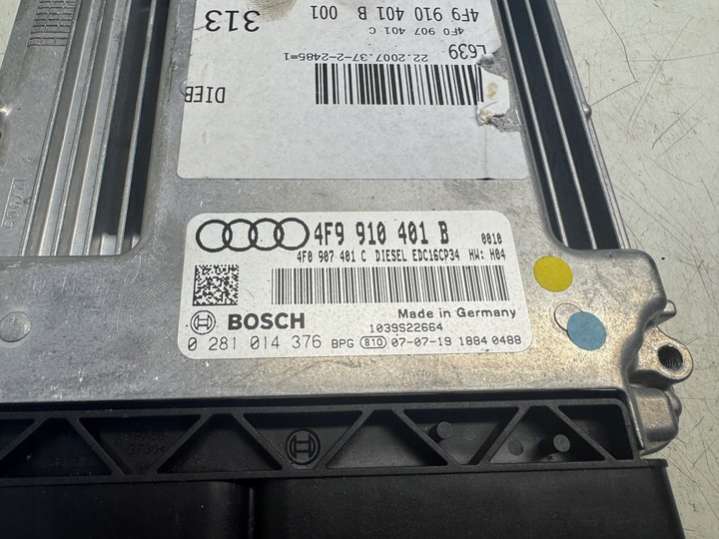 313
4F9 910 401 B 001
4F0 907 401 C
L639
22.2007.37-2-2485=1
DIEB
4F9 910 401 B 0010
4F0 907 401 C DIESEL EDC16CP34 HW: H04
Made in Germany
BOSCH 1039S22664
0 281 014 376 BPG 810 07-07-19 1884 0488